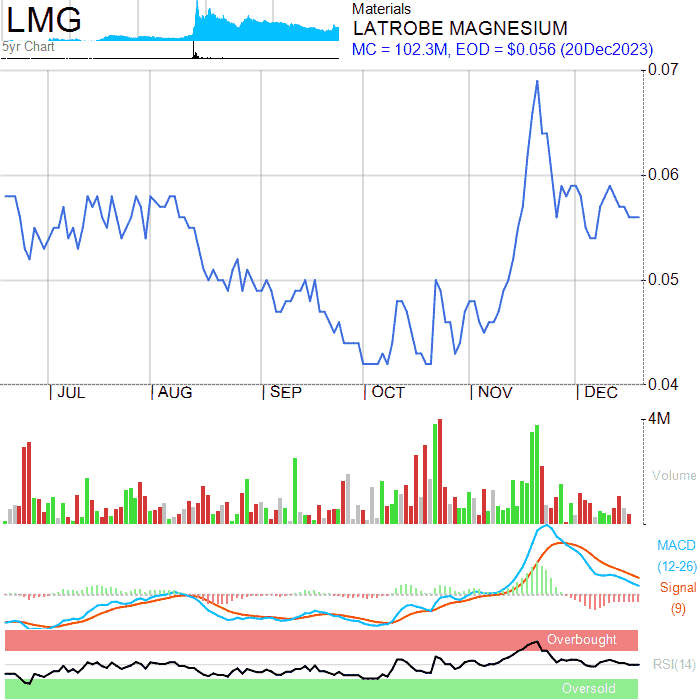 LMG
5yr Chart
Materials
LATROBE MAGNESIUM
MC = 102.3M, EOD = $0.056 (20Dec2023)
0.07
0.06
0.05
0.04
JUL AUG SEP OCT NOV DEC
4M
Volume
MACD
(12-26)
Signal
(9)
Overbought
RSI(14)
Oversold